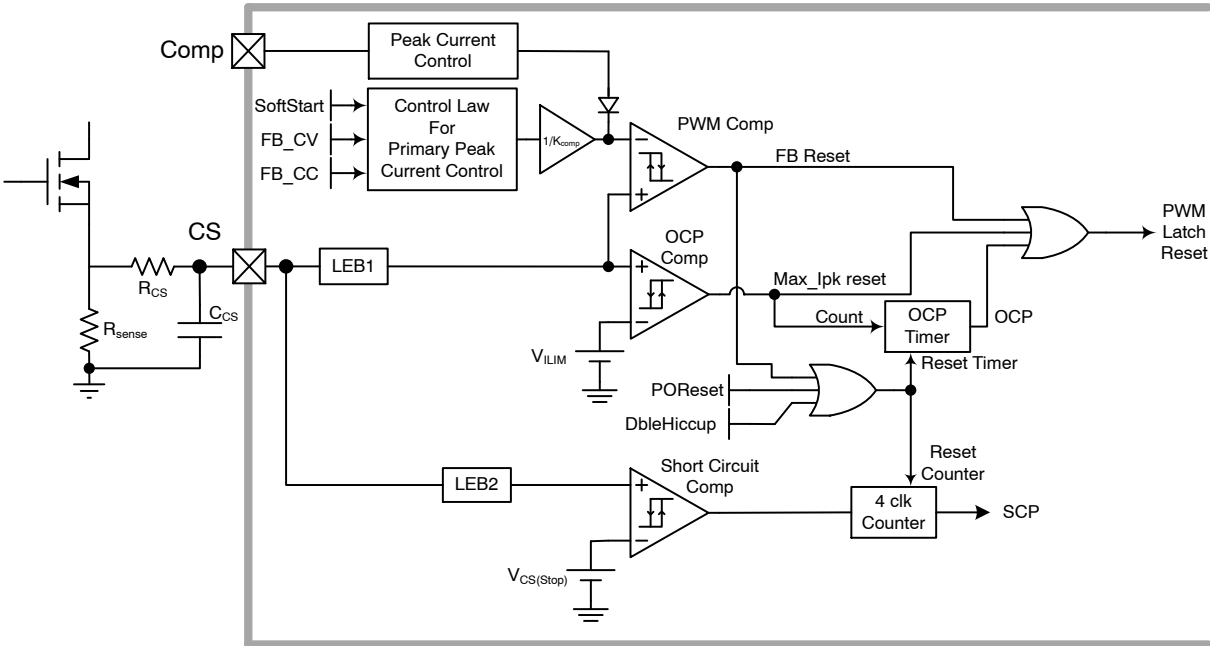 Comp
Peak Current
Control
SoftStart
FB_CV
FB_CC
Control Law
For
Primary Peak
Current Control
1/Kcomp
−
+
PWM Comp
FB Reset
PWM
Latch
Reset
CS
RCS
CCS
Rsense
LEB1
OCP
Comp
+
−
VILIM
Max_Ipk reset
Count
OCP
Timer
OCP
Reset Timer
POReset
DbleHiccup
Reset
Counter
LEB2
Short Circuit
Comp
+
−
VCS(Stop)
4 clk
Counter
SCP